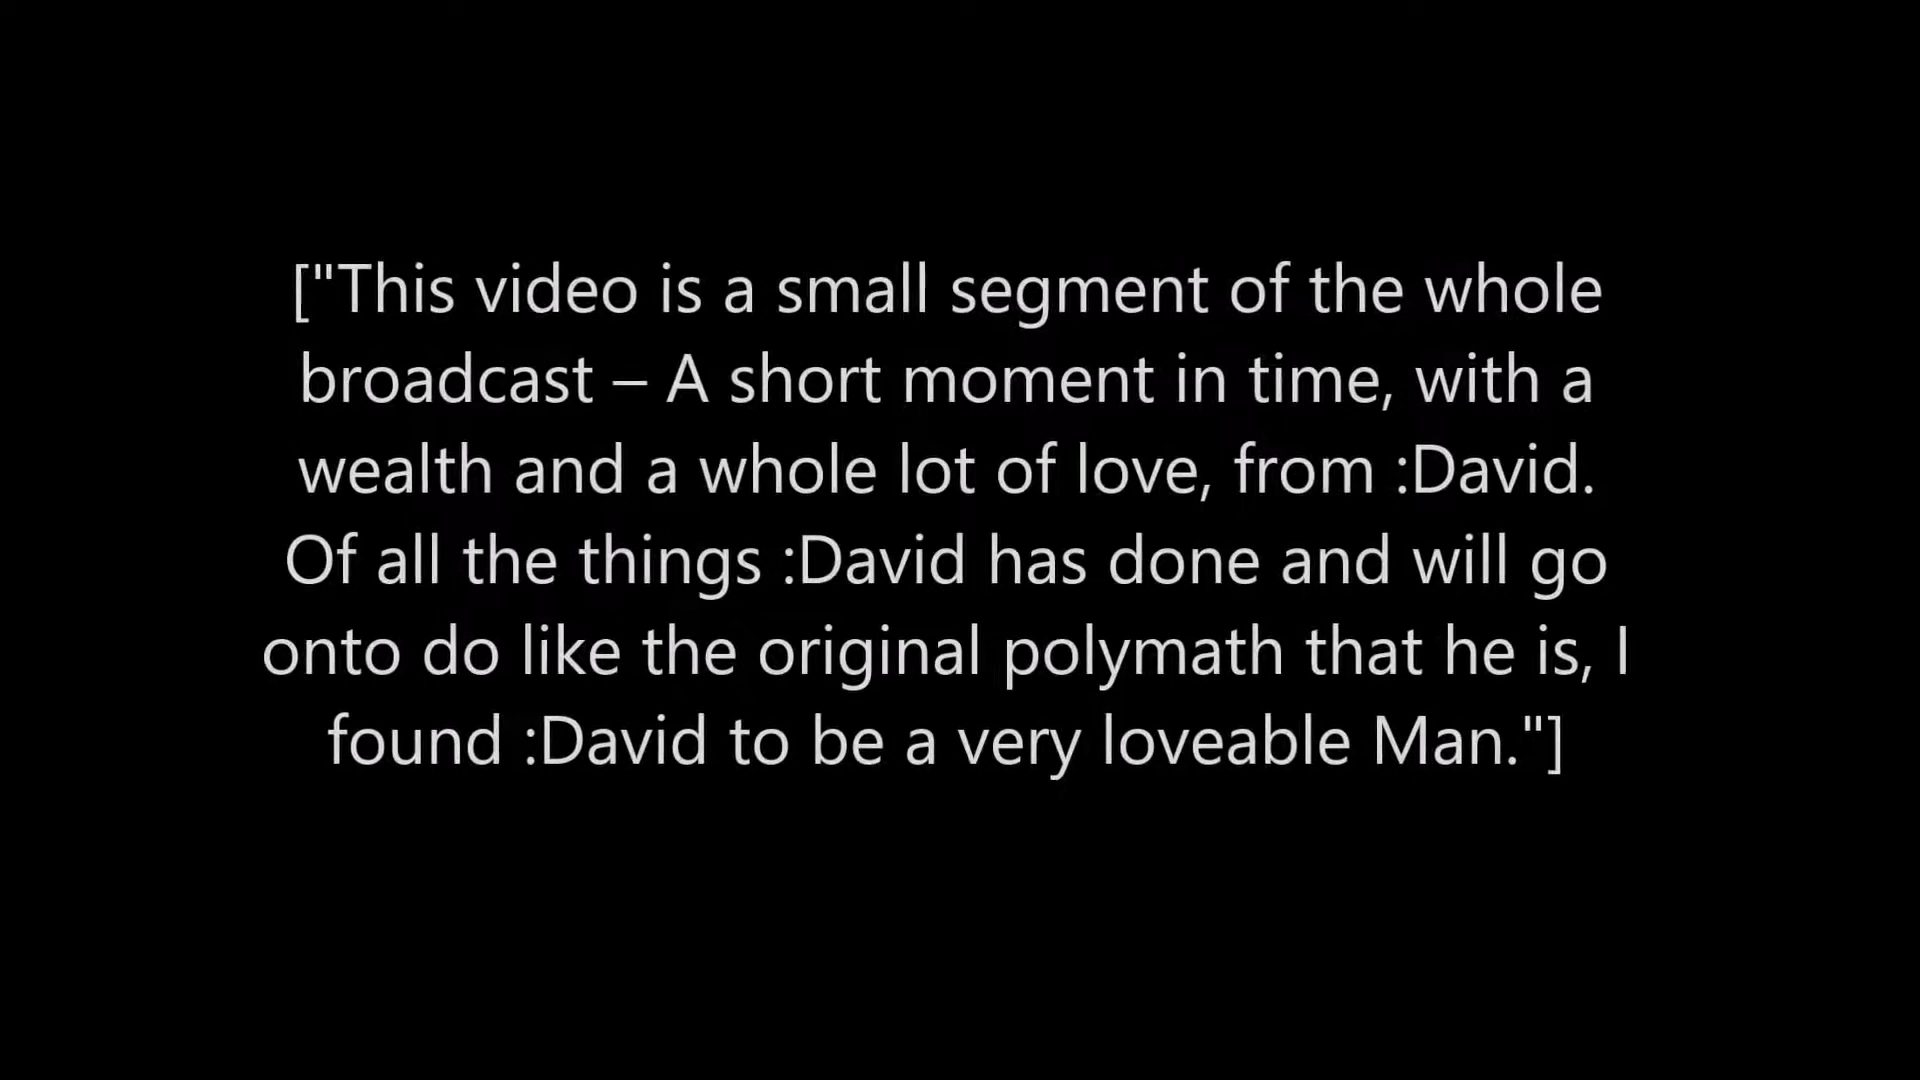 ["This video is a small segment of the whole
broadcast – A short moment in time, with a
wealth and a whole lot of love, from :David.
Of all the things :David has done and will go
onto do like the original polymath that he is, I
found :David to be a very loveable Man."]